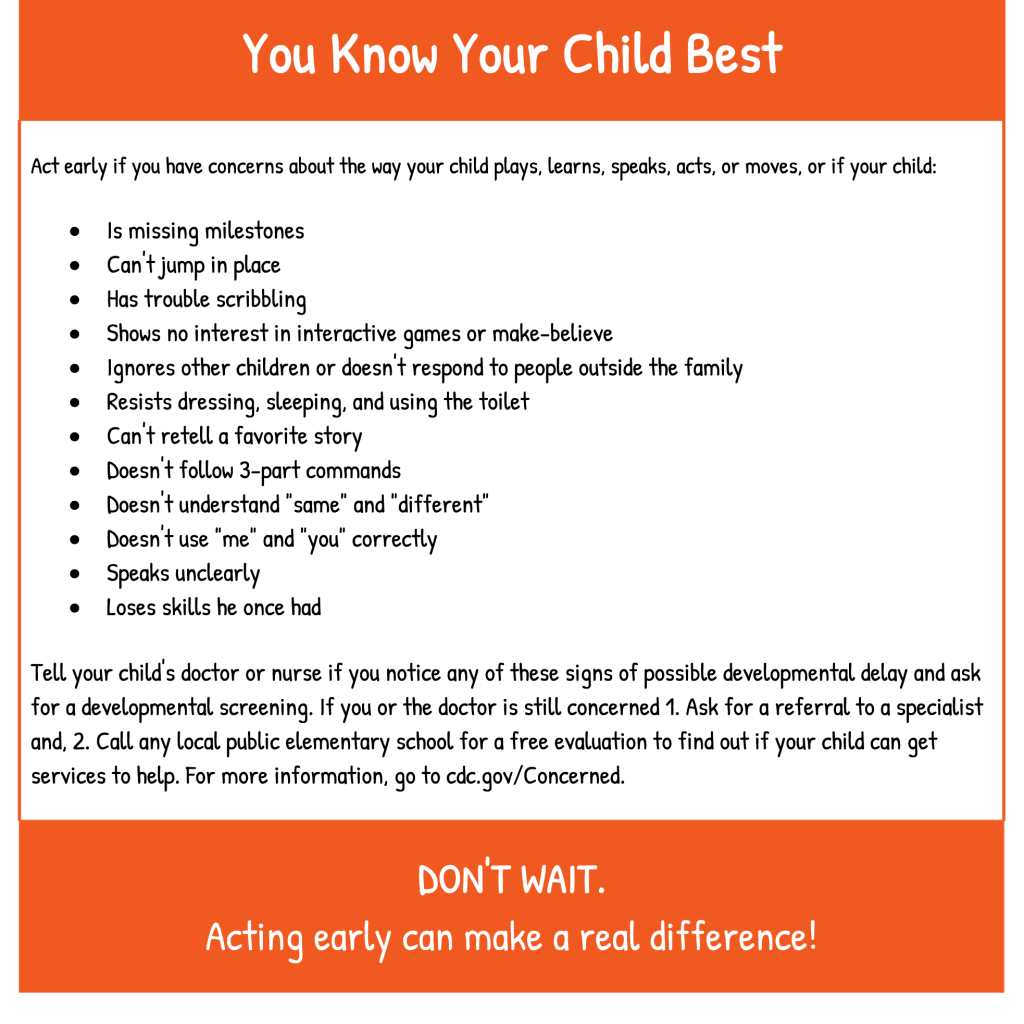 You Know Your Child Best
Act early if you have concerns about the way your child plays, learns, speaks, acts, or moves, or if your child:
• Is missing milestones
• Can't jump in place
• Has trouble scribbling
• Shows no interest in interactive games or make-believe
• Ignores other children or doesn't respond to people outside the family
• Resists dressing, sleeping, and using the toilet
• Can't retell a favorite story
• Doesn't follow 3-part commands
• Doesn't understand "same" and "different"
• Doesn't use "me" and "you" correctly
• Speaks unclearly
• Loses skills he once had
Tell your child's doctor or nurse if you notice any of these signs of possible developmental delay and ask
for a developmental screening. If you or the doctor is still concerned 1. Ask for a referral to a specialist
and, 2. Call any local public elementary school for a free evaluation to find out if your child can get
services to help. For more information, go to cdc.gov/Concerned.
DON'T WAIT.
Acting early can make a real difference!